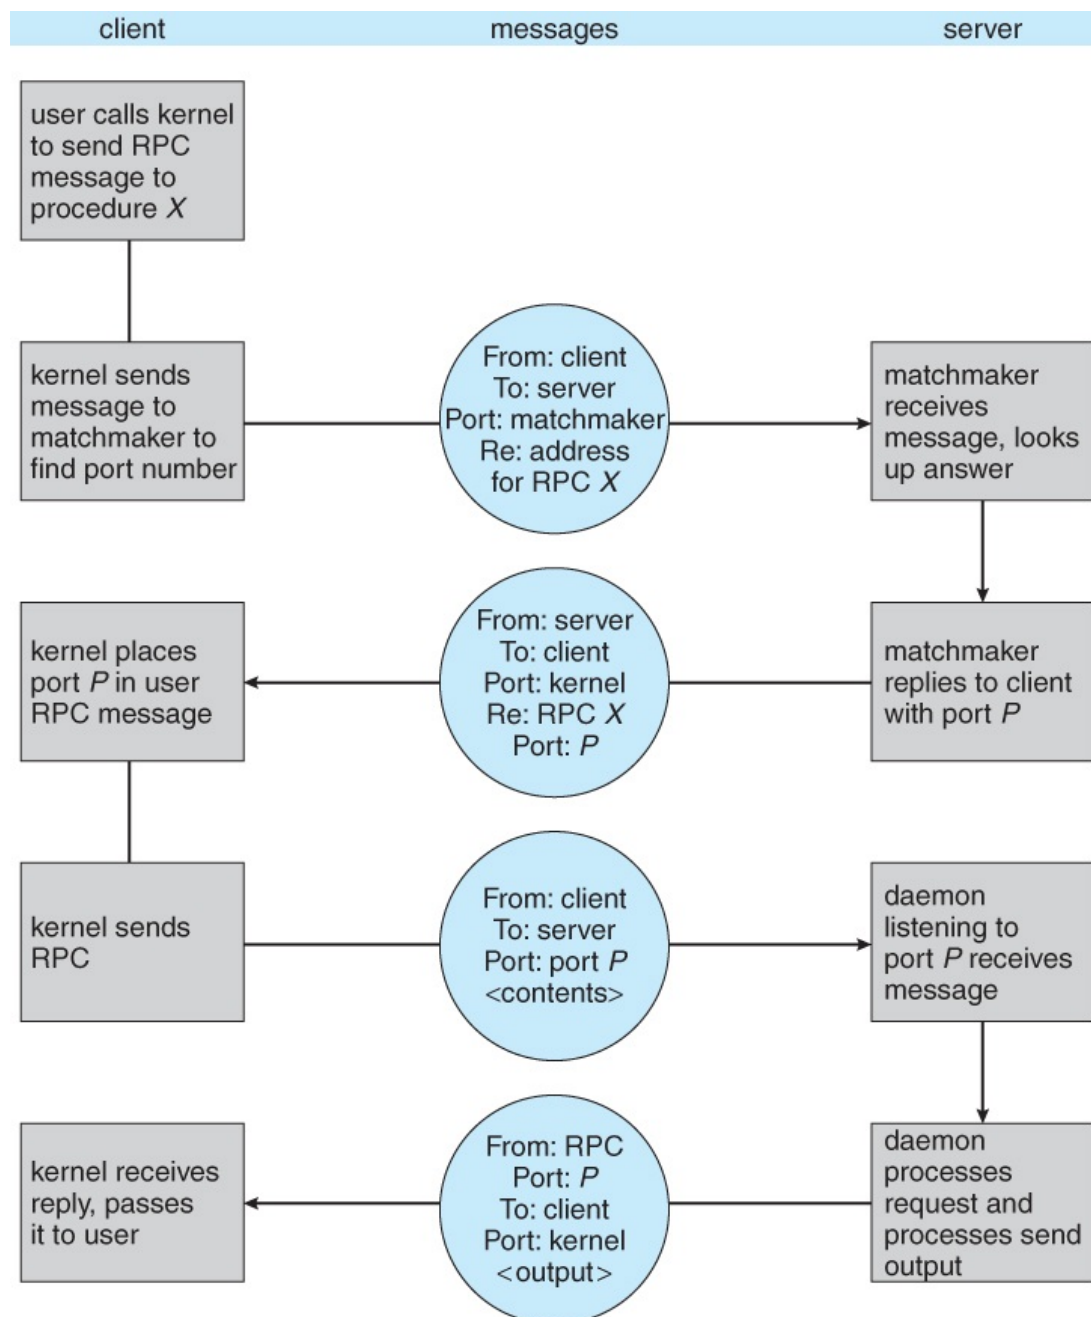 client
messages
server
user calls kernel
to send RPC
message to
procedure X
kernel sends
message to
matchmaker to
find port number
From: client
To: server
Port: matchmaker
Re: address
for RPC X
matchmaker
receives
message, looks
up answer
kernel places
port P in user
RPC message
From: server
To: client
Port: kernel
Re: RPC X
Port: P
matchmaker
replies to client
with port P
kernel sends
RPC
From: client
To: server
Port: port P
<contents>
daemon
listening to
port P receives
message
kernel receives
reply, passes
it to user
From: RPC
Port: P
To: client
Port: kernel
<output>
daemon
processes
request and
processes send
output